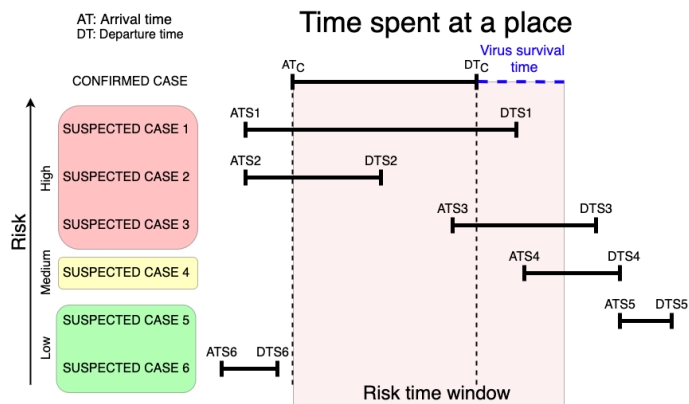 AT: Arrival time
DT: Departure time
Time spent at a place
Virus survival
time
CONFIRMED CASE
ATC
DTC
Risk
High
Medium
Low
SUSPECTED CASE 1
ATS1
DTS1
SUSPECTED CASE 2
ATS2
DTS2
SUSPECTED CASE 3
ATS3
DTS3
SUSPECTED CASE 4
ATS4
DTS4
SUSPECTED CASE 5
ATS5
DTS5
SUSPECTED CASE 6
ATS6
DTS6
Risk time window